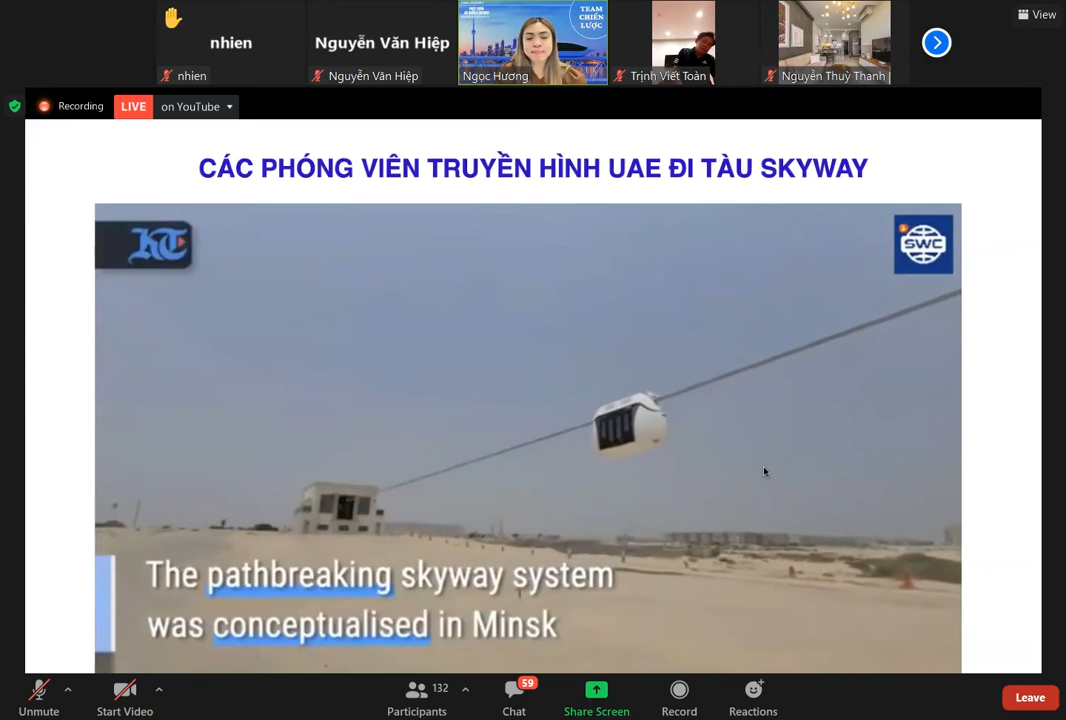 nhien
Nguyễn Văn Hiệp
TEAM
CHIẾN
LƯỢC
View
nhien
Nguyễn Văn Hiệp
Ngọc Hương
Trịnh Viết Toàn
Nguyễn Thuỳ Thanh
Recording
LIVE
on YouTube
CÁC PHÓNG VIÊN TRUYỀN HÌNH UAE ĐI TÀU SKYWAY
KT
SWC
The pathbreaking skyway system
was conceptualised in Minsk
132
59
Unmute
Start Video
Participants
Chat
Share Screen
Record
Reactions
Leave